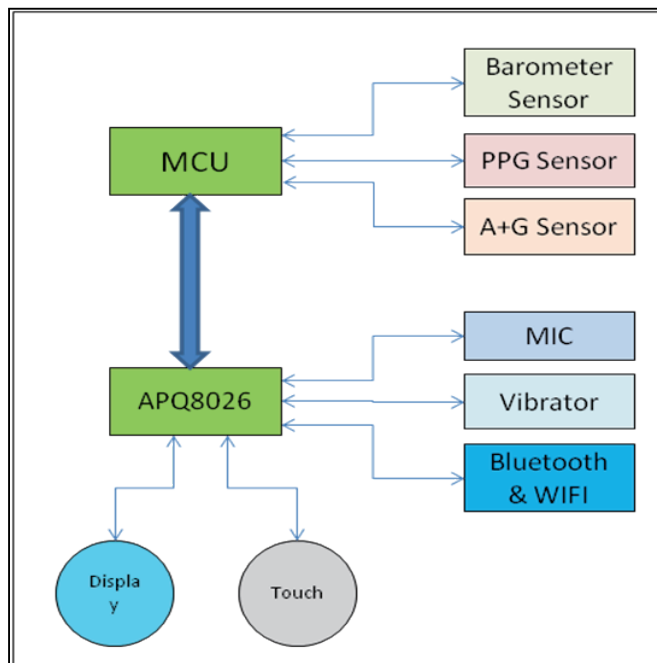 Barometer
Sensor
MCU
PPG Sensor
A+G Sensor
MIC
APQ8026
Vibrator
Bluetooth
& WIFI
Displa
y
Touch